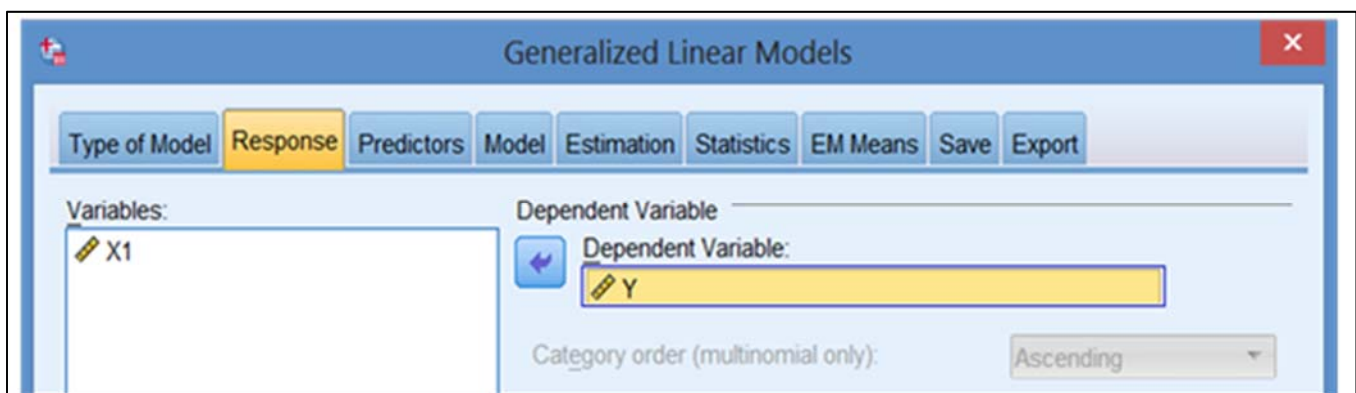 Generalized Linear Models
Type of Model Response Predictors Model Estimation Statistics EM Means Save Export
Variables:
X1
Dependent Variable
Dependent Variable:
Y
Category order (multinomial only):
Ascending